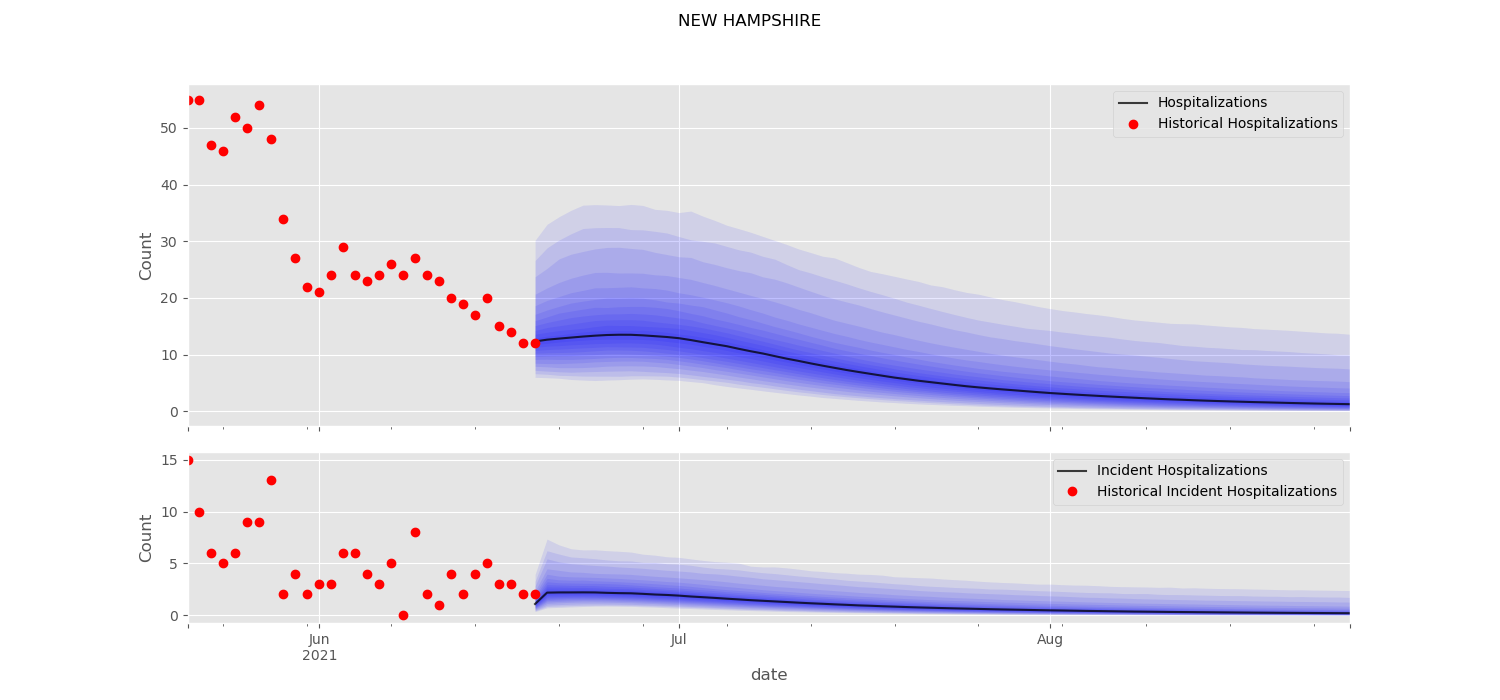 NEW HAMPSHIRE
Hospitalizations
Historical Hospitalizations
Count
50
40
30
20
10
0
Incident Hospitalizations
Historical Incident Hospitalizations
Count
15
10
5
0
Jun
2021
Jul
Aug
date